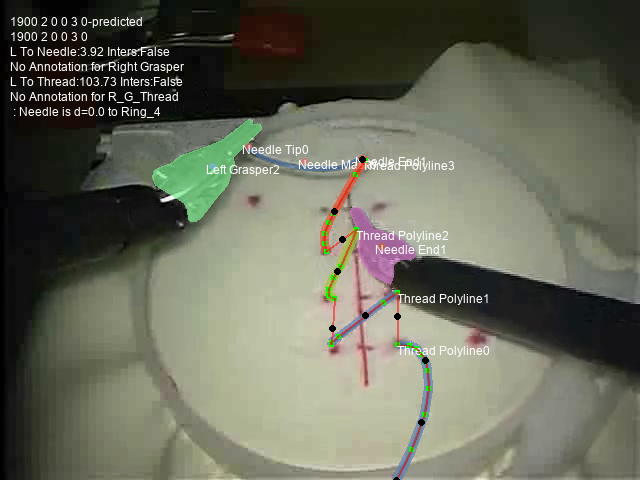 1900 2 0 0 3 0-predicted
1900 2 0 0 3 0
L To Needle:3.92 Inters:False
No Annotation for Right Grasper
L To Thread:103.73 Inters:False
No Annotation for R_G_Thread
: Needle is d=0.0 to Ring_4
Needle Tip0
Needle End1
Thread Polyline3
Left Grasper2
Thread Polyline2
Needle End1
Thread Polyline1
Thread Polyline0